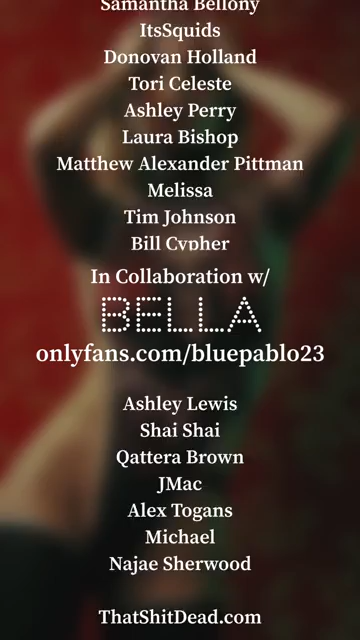 Samantha Bellony
ItsSquids
Donovan Holland
Tori Celeste
Ashley Perry
Laura Bishop
Matthew Alexander Pittman
Melissa
Tim Johnson
Bill Cypher
In Collaboration w/
BELLA
onlyfans.com/bluepablo23
Ashley Lewis
Shai Shai
Qattera Brown
JMac
Alex Togans
Michael
Najae Sherwood
ThatShitDead.com